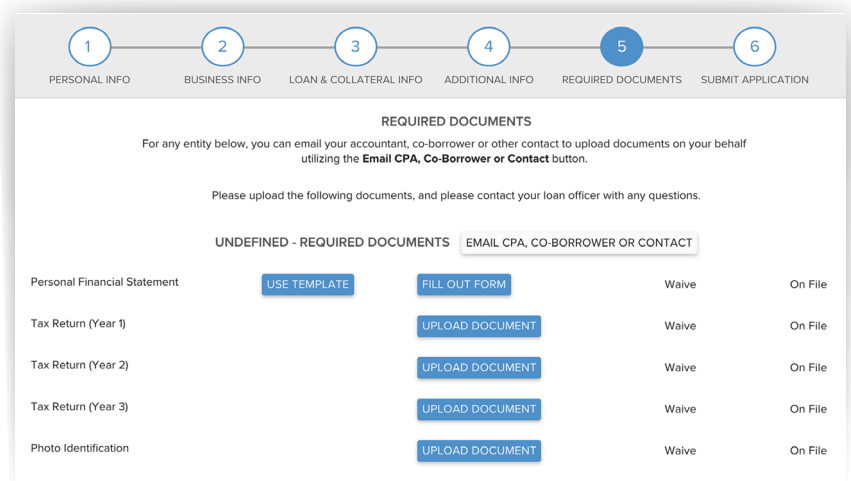 1 2 3 4 5 6
PERSONAL INFO BUSINESS INFO LOAN & COLLATERAL INFO ADDITIONAL INFO REQUIRED DOCUMENTS SUBMIT APPLICATION
REQUIRED DOCUMENTS
For any entity below, you can email your accountant, co-borrower or other contact to upload documents on your behalf
utilizing the Email CPA, Co-Borrower or Contact button.
Please upload the following documents, and please contact your loan officer with any questions.
UNDEFINED - REQUIRED DOCUMENTS EMAIL CPA, CO-BORROWER OR CONTACT
Personal Financial Statement USE TEMPLATE FILL OUT FORM Waive On File
Tax Return (Year 1) UPLOAD DOCUMENT Waive On File
Tax Return (Year 2) UPLOAD DOCUMENT Waive On File
Tax Return (Year 3) UPLOAD DOCUMENT Waive On File
Photo Identification UPLOAD DOCUMENT Waive On File